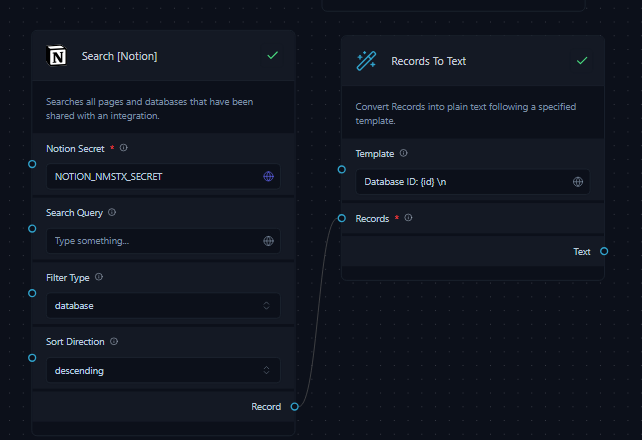 Search [Notion]
Searches all pages and databases that have been
shared with an integration.
Notion Secret *
NOTION_NMSTX_SECRET
Search Query
Type something...
Filter Type
database
Sort Direction
descending
Record
Records To Text
Convert Records into plain text following a specified
template.
Template
Database ID: {id} \n
Records *
Text